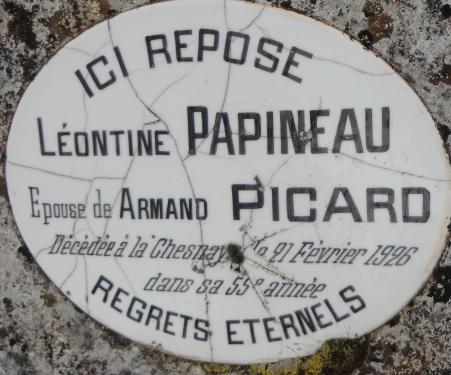 ICI REPOSE
LÉONTINE PAPINEAU
Epouse de ARMAND PICARD
Décédée à la Chesnaye le 21 Février 1926
dans sa 55e année
REGRETS ETERNELS